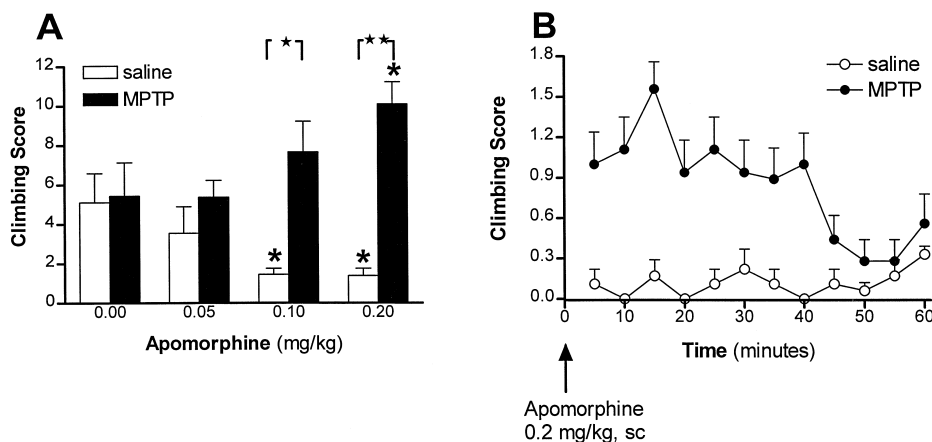 A
saline
MPTP
Climbing Score
12
10
8
6
4
2
0
★
★★
*
*
*
0.00 0.05 0.10 0.20
Apomorphine (mg/kg)
B
saline
MPTP
Climbing Score
1.8
1.5
1.2
0.9
0.6
0.3
0.0
0 10 20 30 40 50 60
Time (minutes)
Apomorphine
0.2 mg/kg, sc